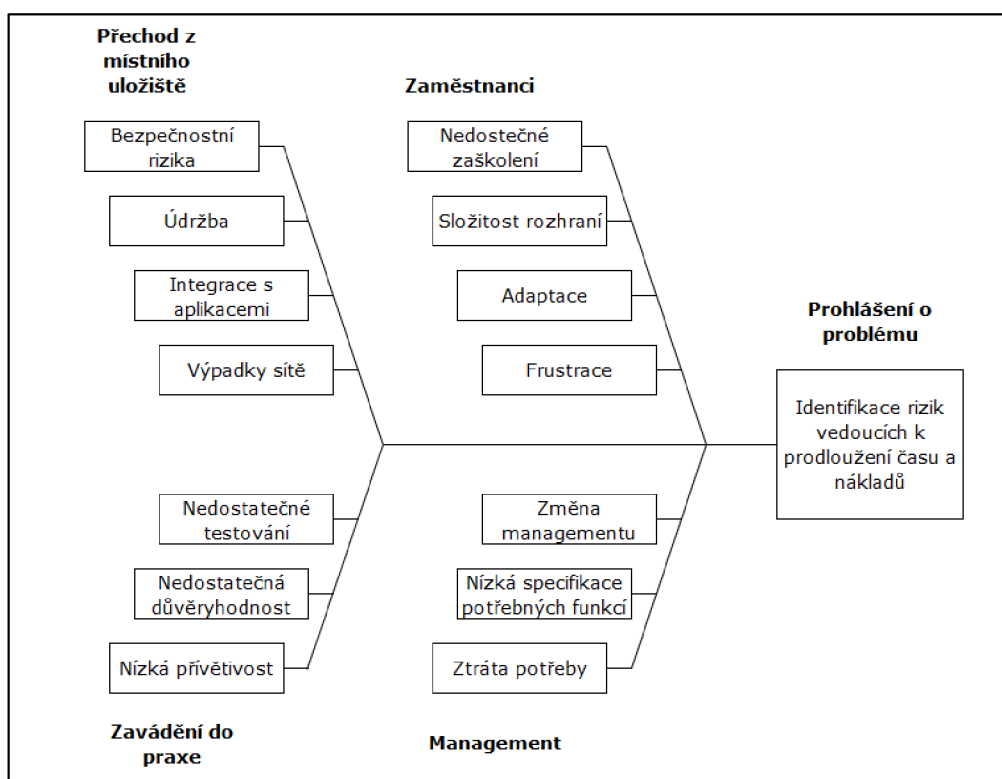 Přechod z
místního
uložiště
Bezpečnostní
rizika
Údržba
Integrace s
aplikacemi
Výpadky sítě
Zaměstnanci
Nedostečné
zaškolení
Složitost rozhraní
Adaptace
Frustrace
Prohlášení o
problému
Identifikace rizik
vedoucích k
prodloužení času a
nákladů
Nedostatečné
testování
Nedostatečná
důvěryhodnost
Nízká přívětivost
Zavádění do
praxe
Změna
managementu
Nízká specifikace
potřebných funkcí
Ztráta potřeby
Management